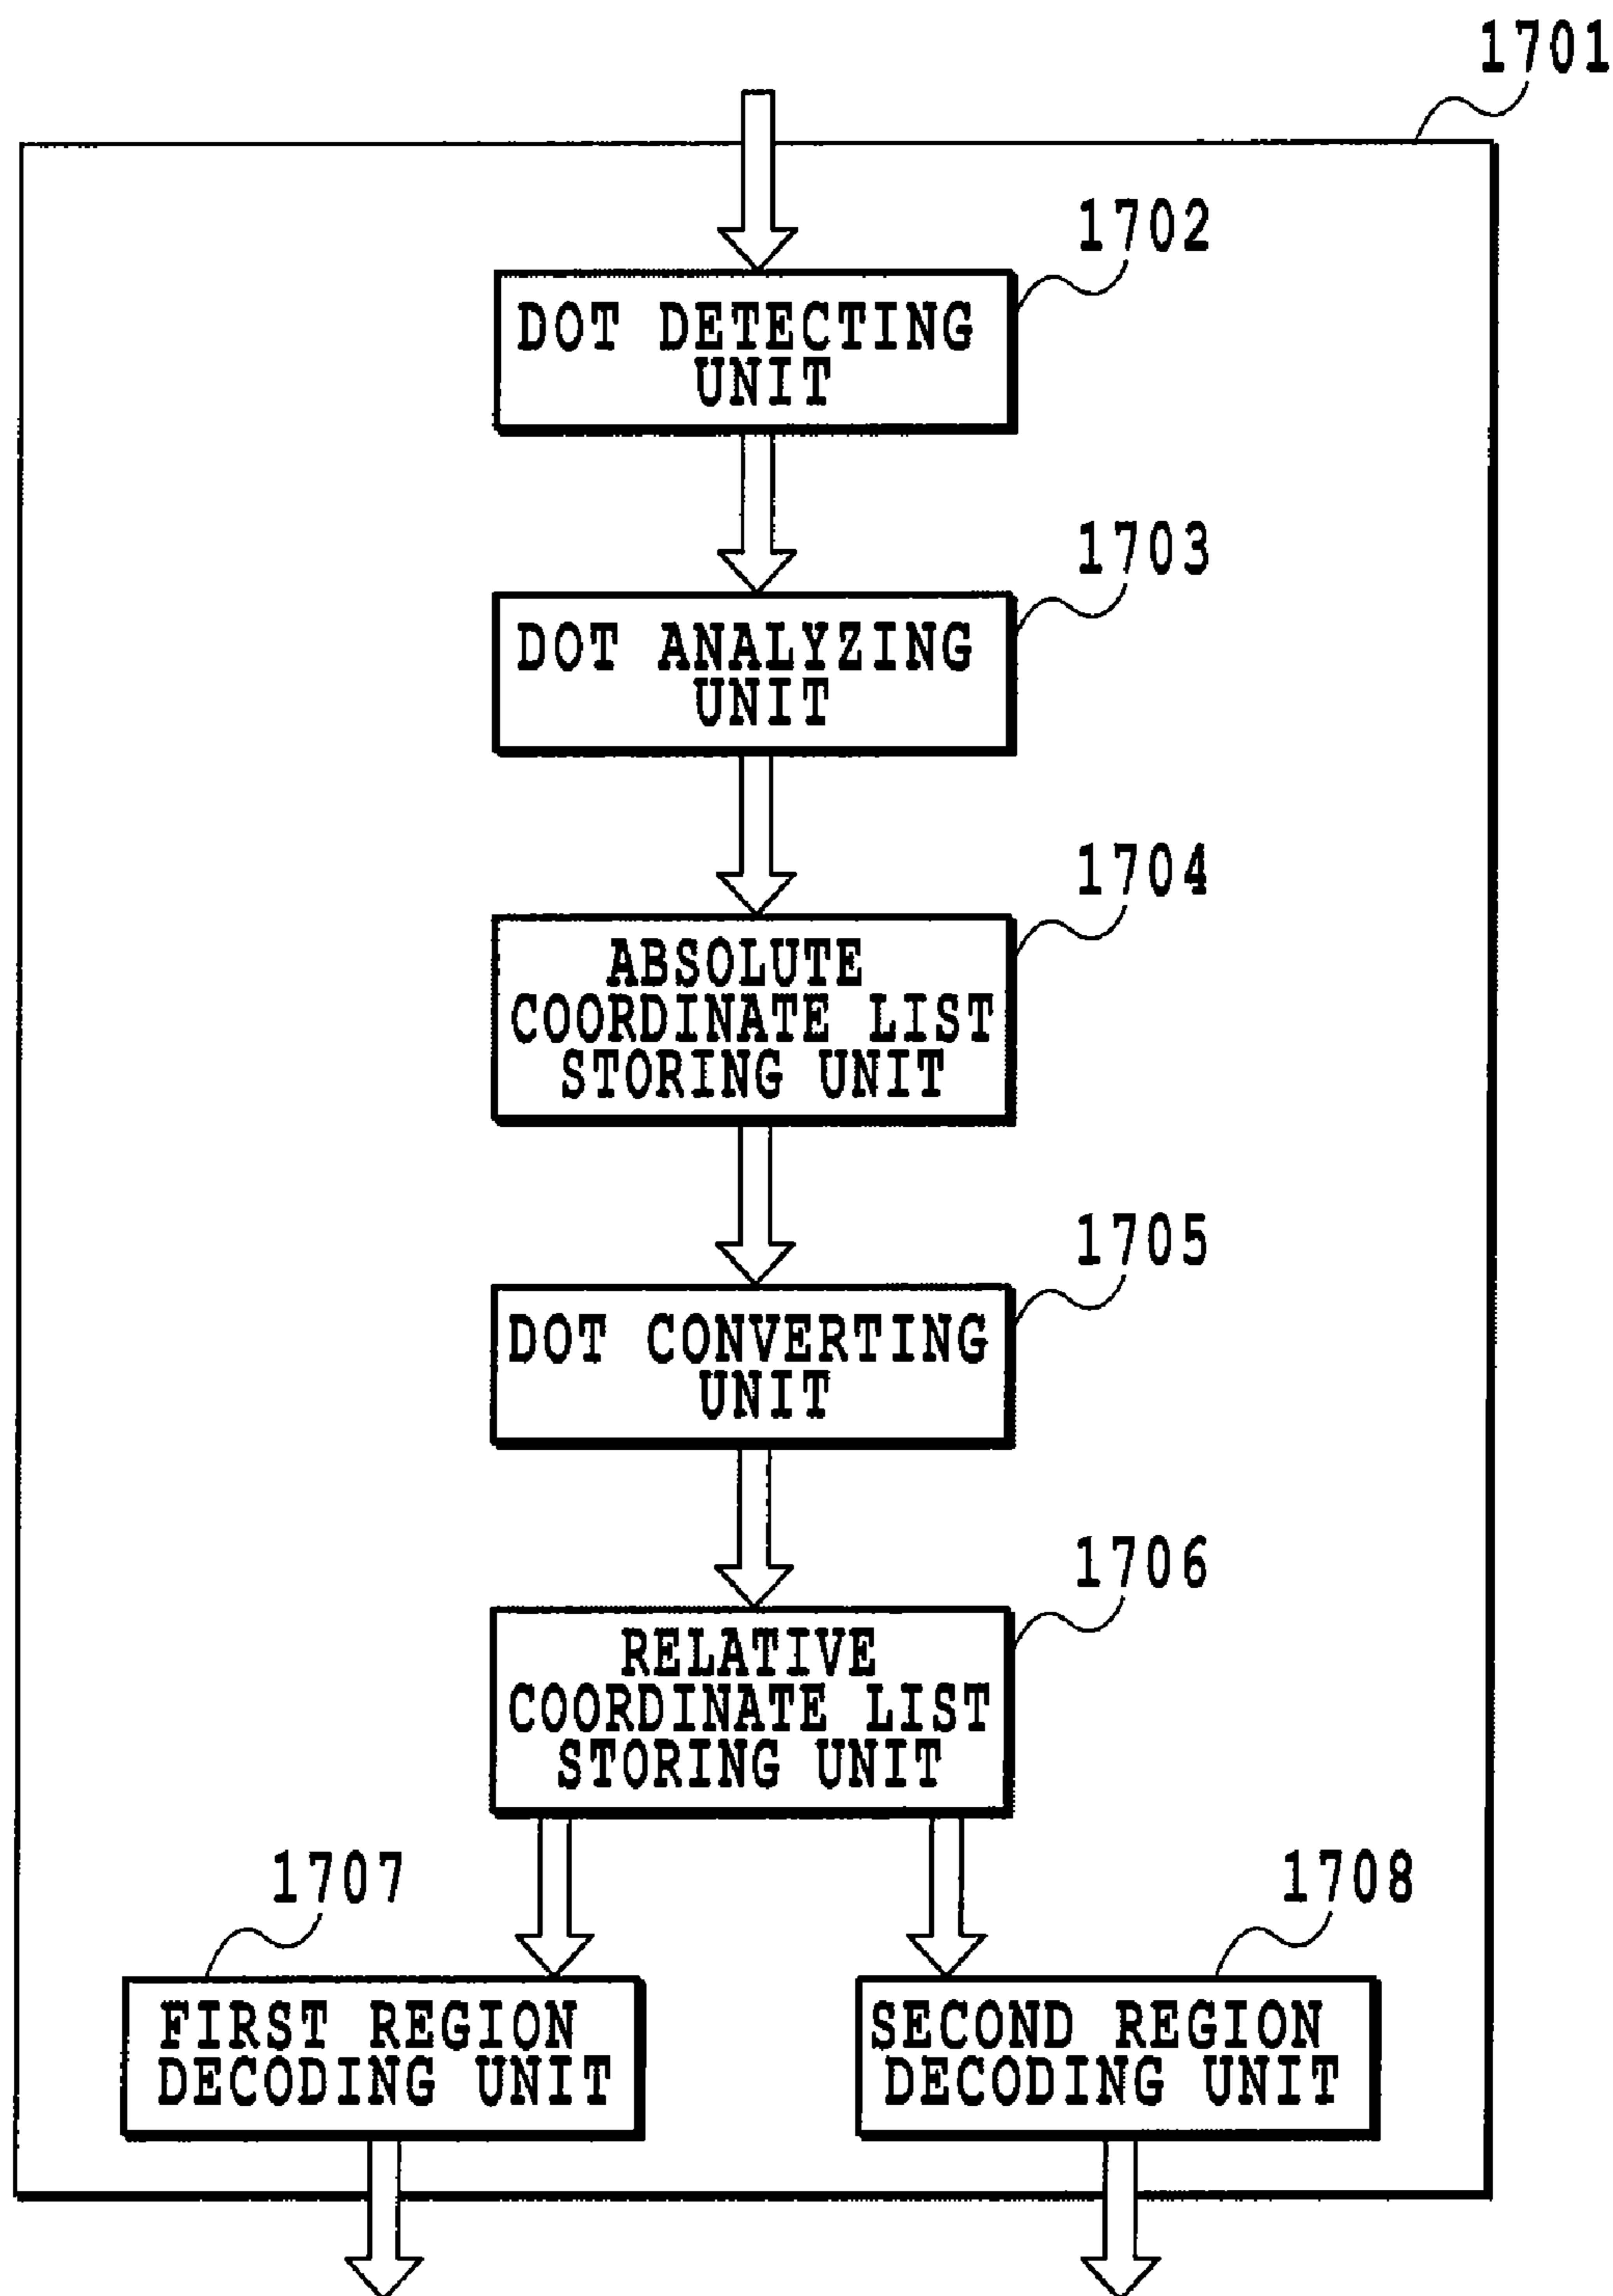 1701
1702
DOT DETECTING
UNIT
1703
DOT ANALYZING
UNIT
1704
ABSOLUTE
COORDINATE LIST
STORING UNIT
1705
DOT CONVERTING
UNIT
1706
RELATIVE
COORDINATE LIST
STORING UNIT
1707
FIRST REGION
DECODING UNIT
1708
SECOND REGION
DECODING UNIT